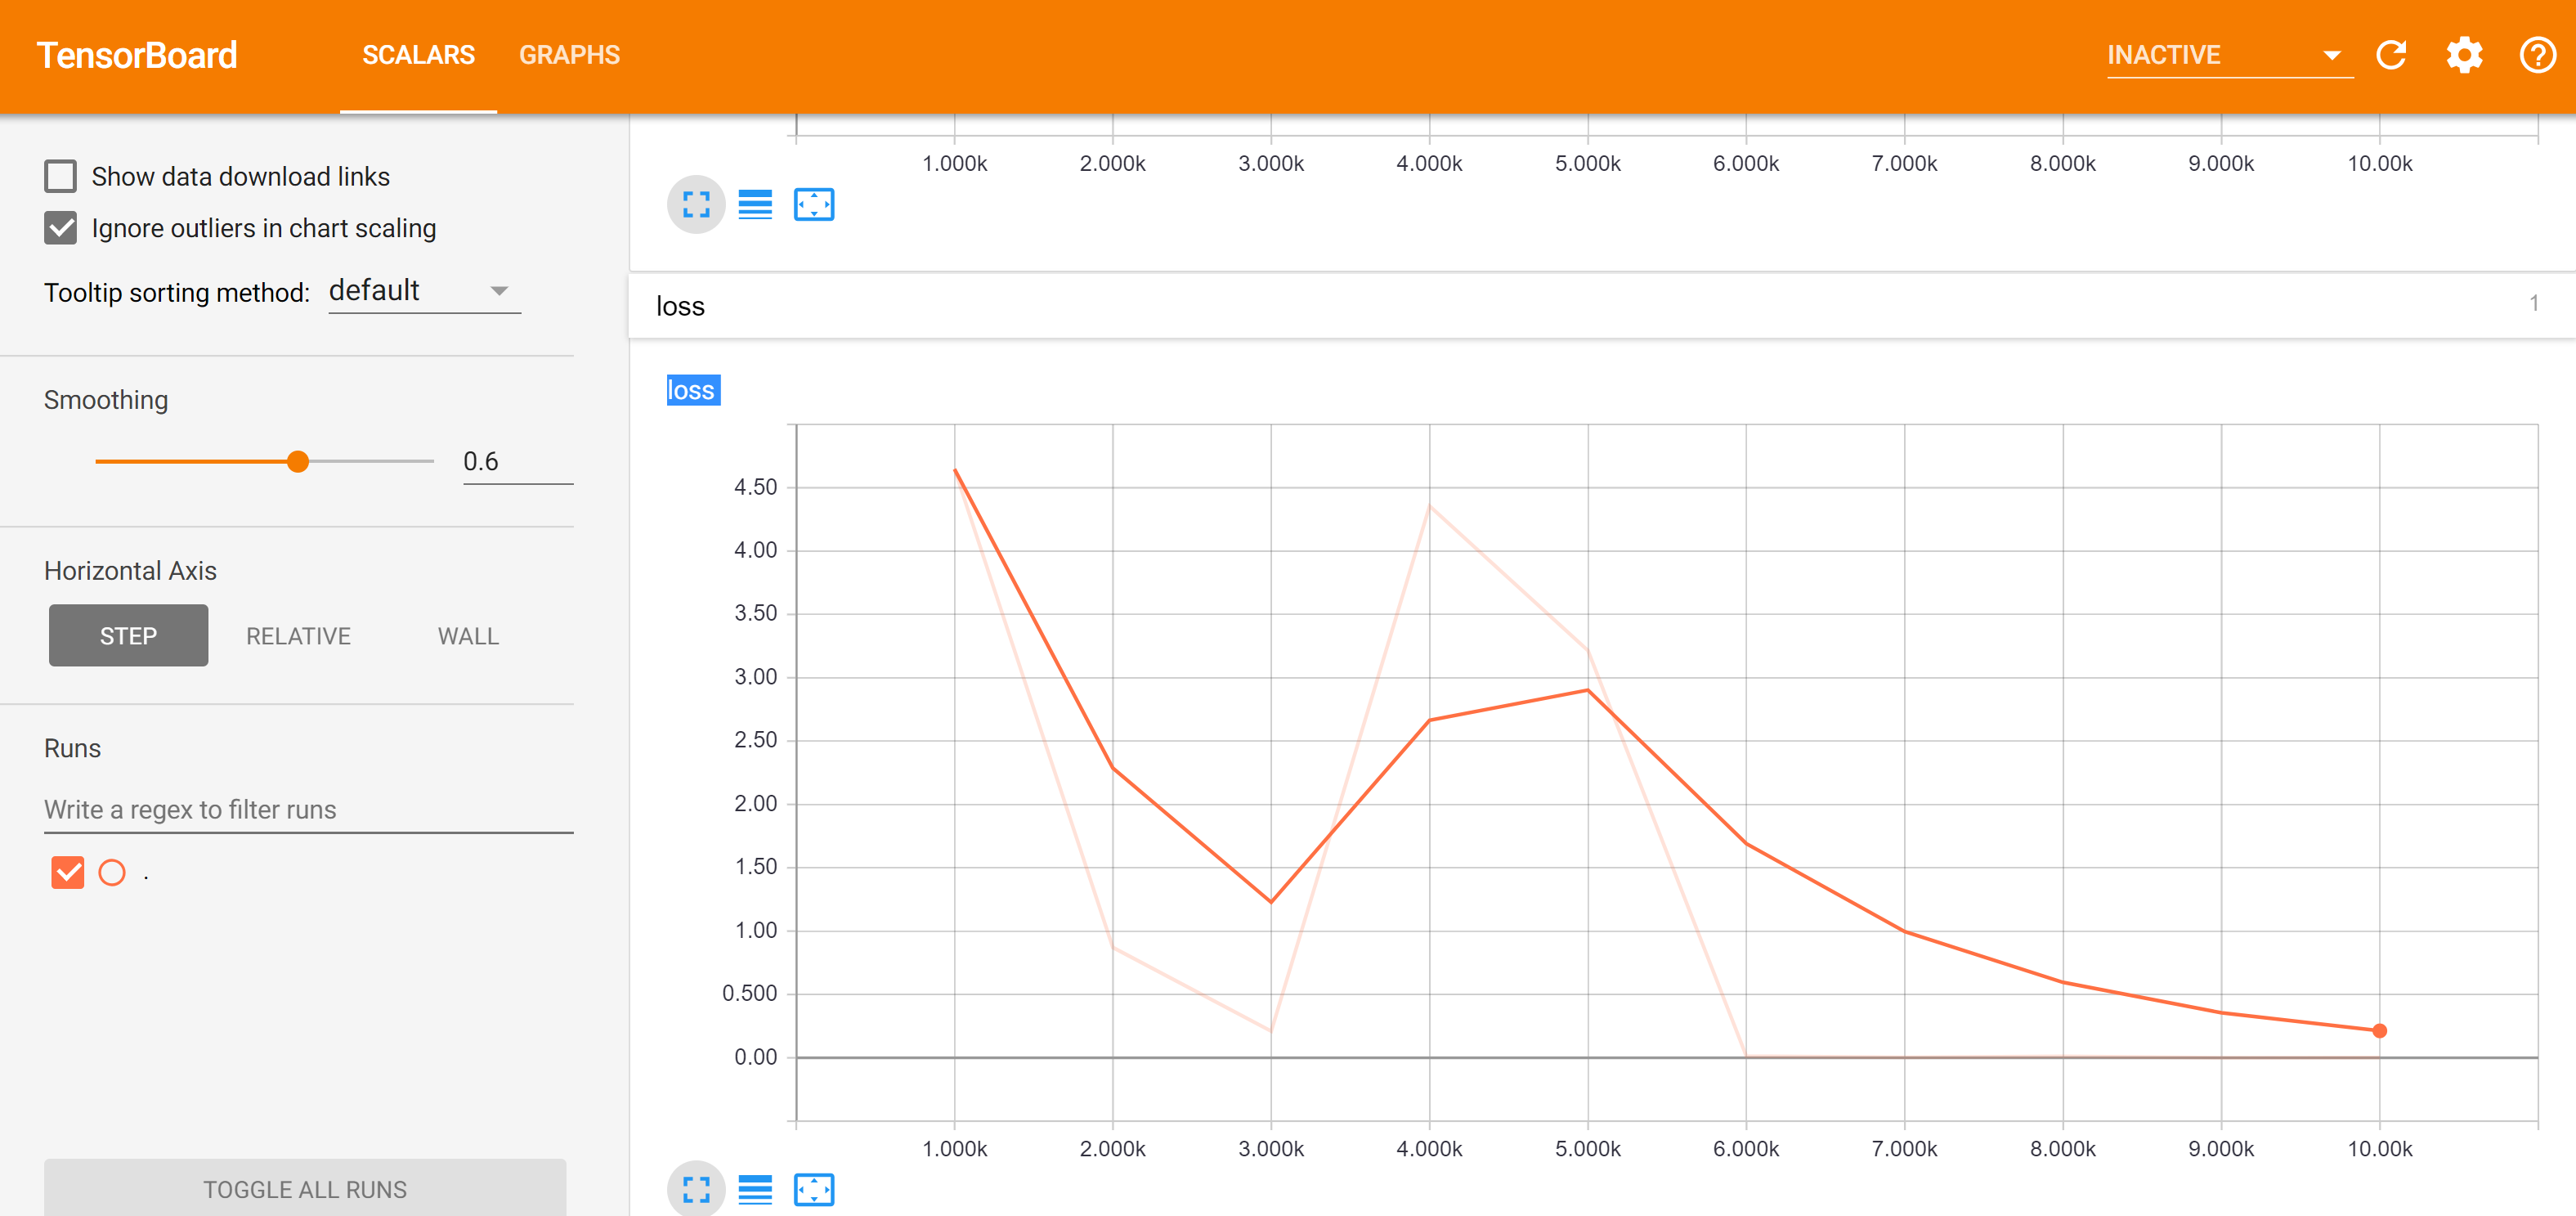 TensorBoard SCALARS GRAPHS INACTIVE
Show data download links
Ignore outliers in chart scaling
Tooltip sorting method: default
Smoothing
0.6
Horizontal Axis
STEP RELATIVE WALL
Runs
Write a regex to filter runs
.
TOGGLE ALL RUNS
1.000k 2.000k 3.000k 4.000k 5.000k 6.000k 7.000k 8.000k 9.000k 10.00k
loss 1
loss
4.50
4.00
3.50
3.00
2.50
2.00
1.50
1.00
0.500
0.00
1.000k 2.000k 3.000k 4.000k 5.000k 6.000k 7.000k 8.000k 9.000k 10.00k